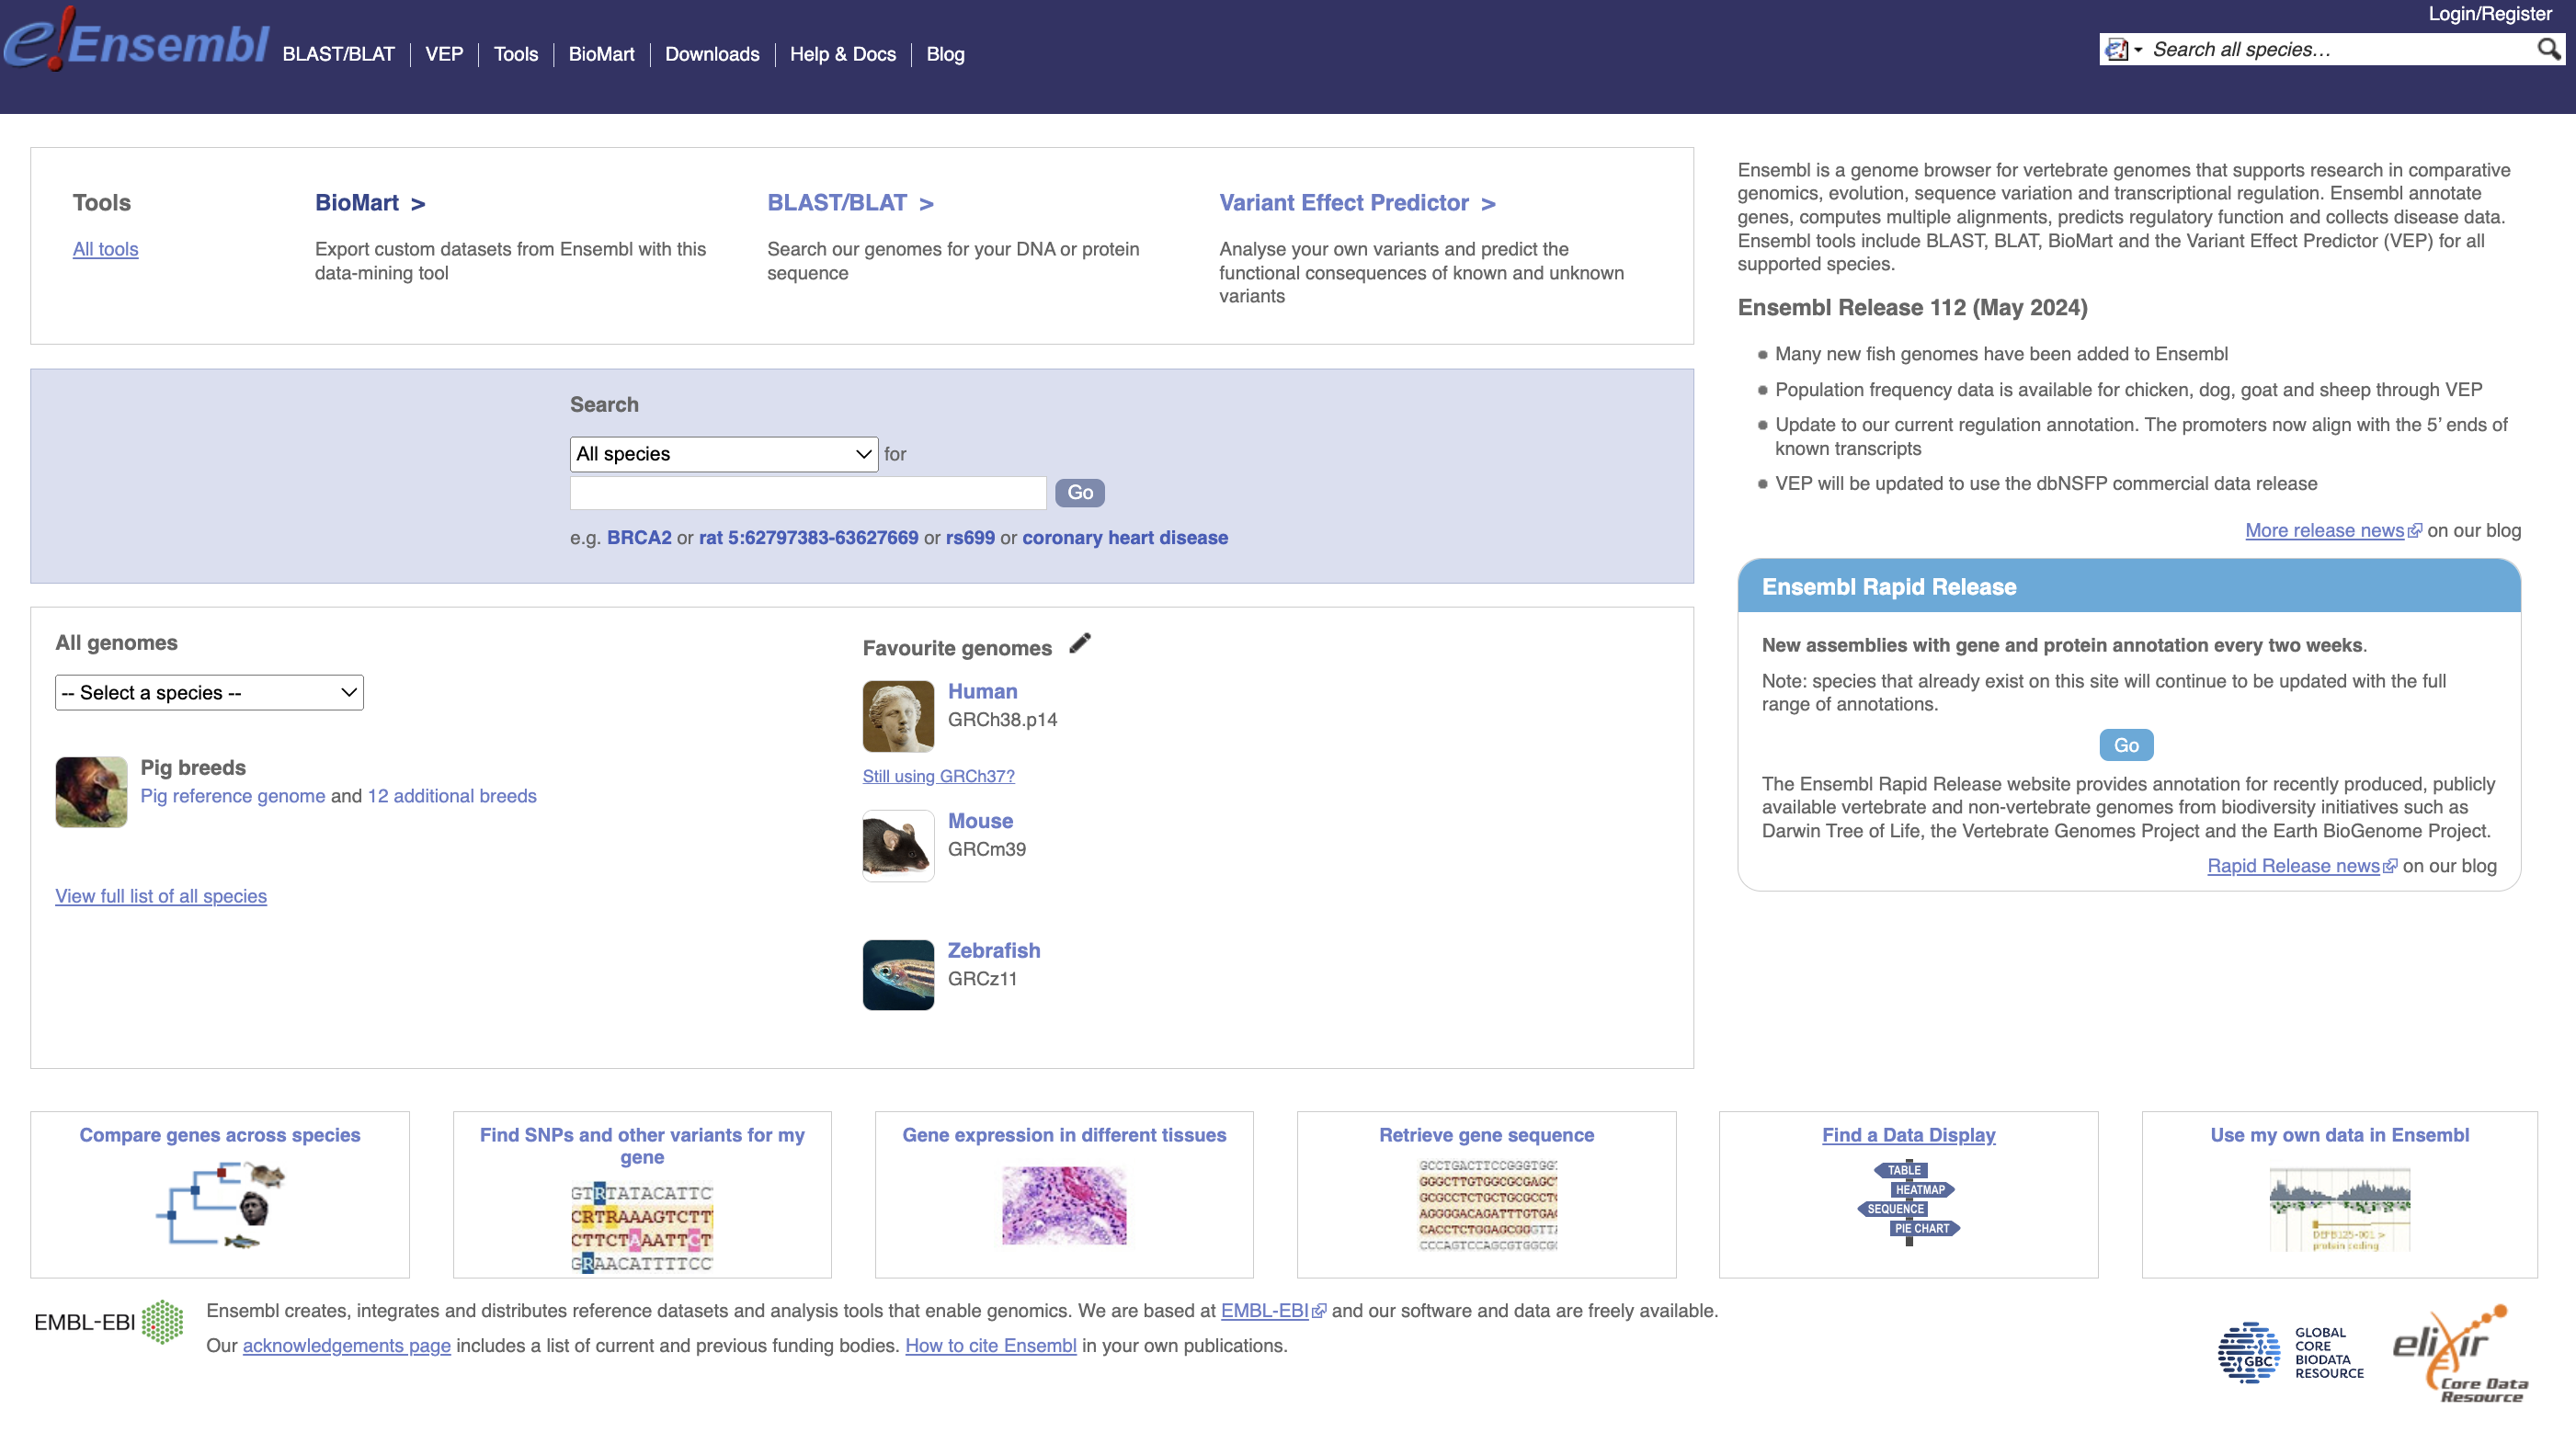 Login/Register
e!Ensembl
BLAST/BLAT
VEP
Tools
BioMart
Downloads
Help & Docs
Blog
Search all species…
Tools
All tools
BioMart >
Export custom datasets from Ensembl with this
data-mining tool
BLAST/BLAT >
Search our genomes for your DNA or protein
sequence
Variant Effect Predictor >
Analyse your own variants and predict the
functional consequences of known and unknown
variants
Search
All species
for
Go
e.g. BRCA2 or rat 5:62797383-63627669 or rs699 or coronary heart disease
All genomes
-- Select a species --
Pig breeds
Pig reference genome and 12 additional breeds
View full list of all species
Favourite genomes
Human
GRCh38.p14
Still using GRCh37?
Mouse
GRCm39
Zebrafish
GRCz11
Ensembl is a genome browser for vertebrate genomes that supports research in comparative
genomics, evolution, sequence variation and transcriptional regulation. Ensembl annotate
genes, computes multiple alignments, predicts regulatory function and collects disease data.
Ensembl tools include BLAST, BLAT, BioMart and the Variant Effect Predictor (VEP) for all
supported species.
Ensembl Release 112 (May 2024)
Many new fish genomes have been added to Ensembl
Population frequency data is available for chicken, dog, goat and sheep through VEP
Update to our current regulation annotation. The promoters now align with the 5’ ends of
known transcripts
VEP will be updated to use the dbNSFP commercial data release
More release news on our blog
Ensembl Rapid Release
New assemblies with gene and protein annotation every two weeks.
Note: species that already exist on this site will continue to be updated with the full
range of annotations.
Go
The Ensembl Rapid Release website provides annotation for recently produced, publicly
available vertebrate and non-vertebrate genomes from biodiversity initiatives such as
Darwin Tree of Life, the Vertebrate Genomes Project and the Earth BioGenome Project.
Rapid Release news on our blog
Compare genes across species
Find SNPs and other variants for my
gene
GTRTATACATTC
CRTRAAAGTCTT
CTTCTAAATTCT
GRAACATTTTCC
Gene expression in different tissues
Retrieve gene sequence
GCCTGACTTCCGGGTGG
GGGCTTGTGGCGCGAGC
GCGCCTCTGCTGCGCCT
AGGGGACAGATTTGTGA
CACCTCTGGAGCGGGTT
CCCAGTCCAGCGTGGCG
Find a Data Display
TABLE
HEATMAP
SEQUENCE
PIE CHART
Use my own data in Ensembl
protein coding
EMBL-EBI
Ensembl creates, integrates and distributes reference datasets and analysis tools that enable genomics. We are based at EMBL-EBI and our software and data are freely available.
Our acknowledgements page includes a list of current and previous funding bodies. How to cite Ensembl in your own publications.
GBC
GLOBAL
CORE
BIODATA
RESOURCE
elixir
Core Data
Resource